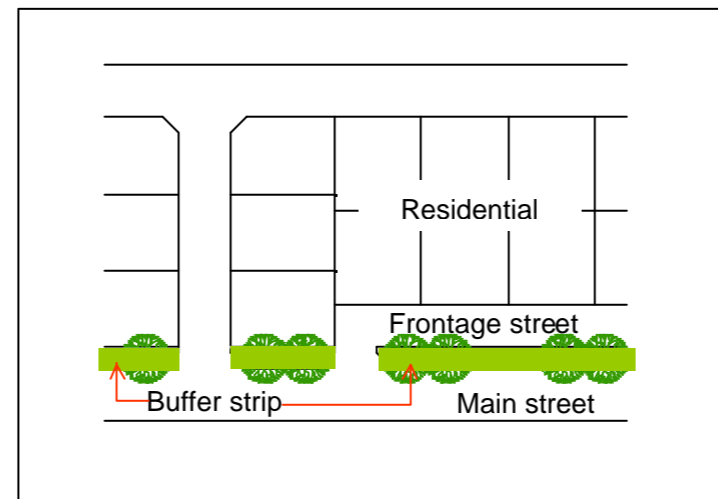 Residential
Frontage street
Buffer strip
Main street